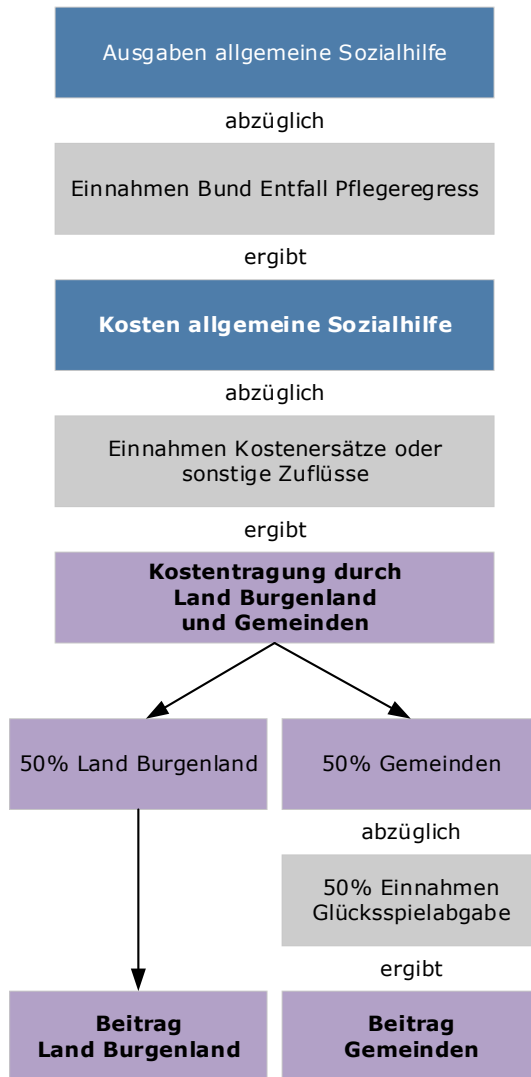 Ausgaben allgemeine Sozialhilfe
abzüglich
Einnahmen Bund Entfall Pflegeregress
ergibt
Kosten allgemeine Sozialhilfe
abzüglich
Einnahmen Kostenersätze oder
sonstige Zuflüsse
ergibt
Kostentragung durch
Land Burgenland
und Gemeinden
50% Land Burgenland
50% Gemeinden
abzüglich
50% Einnahmen
Glücksspielabgabe
ergibt
Beitrag
Land Burgenland
Beitrag
Gemeinden